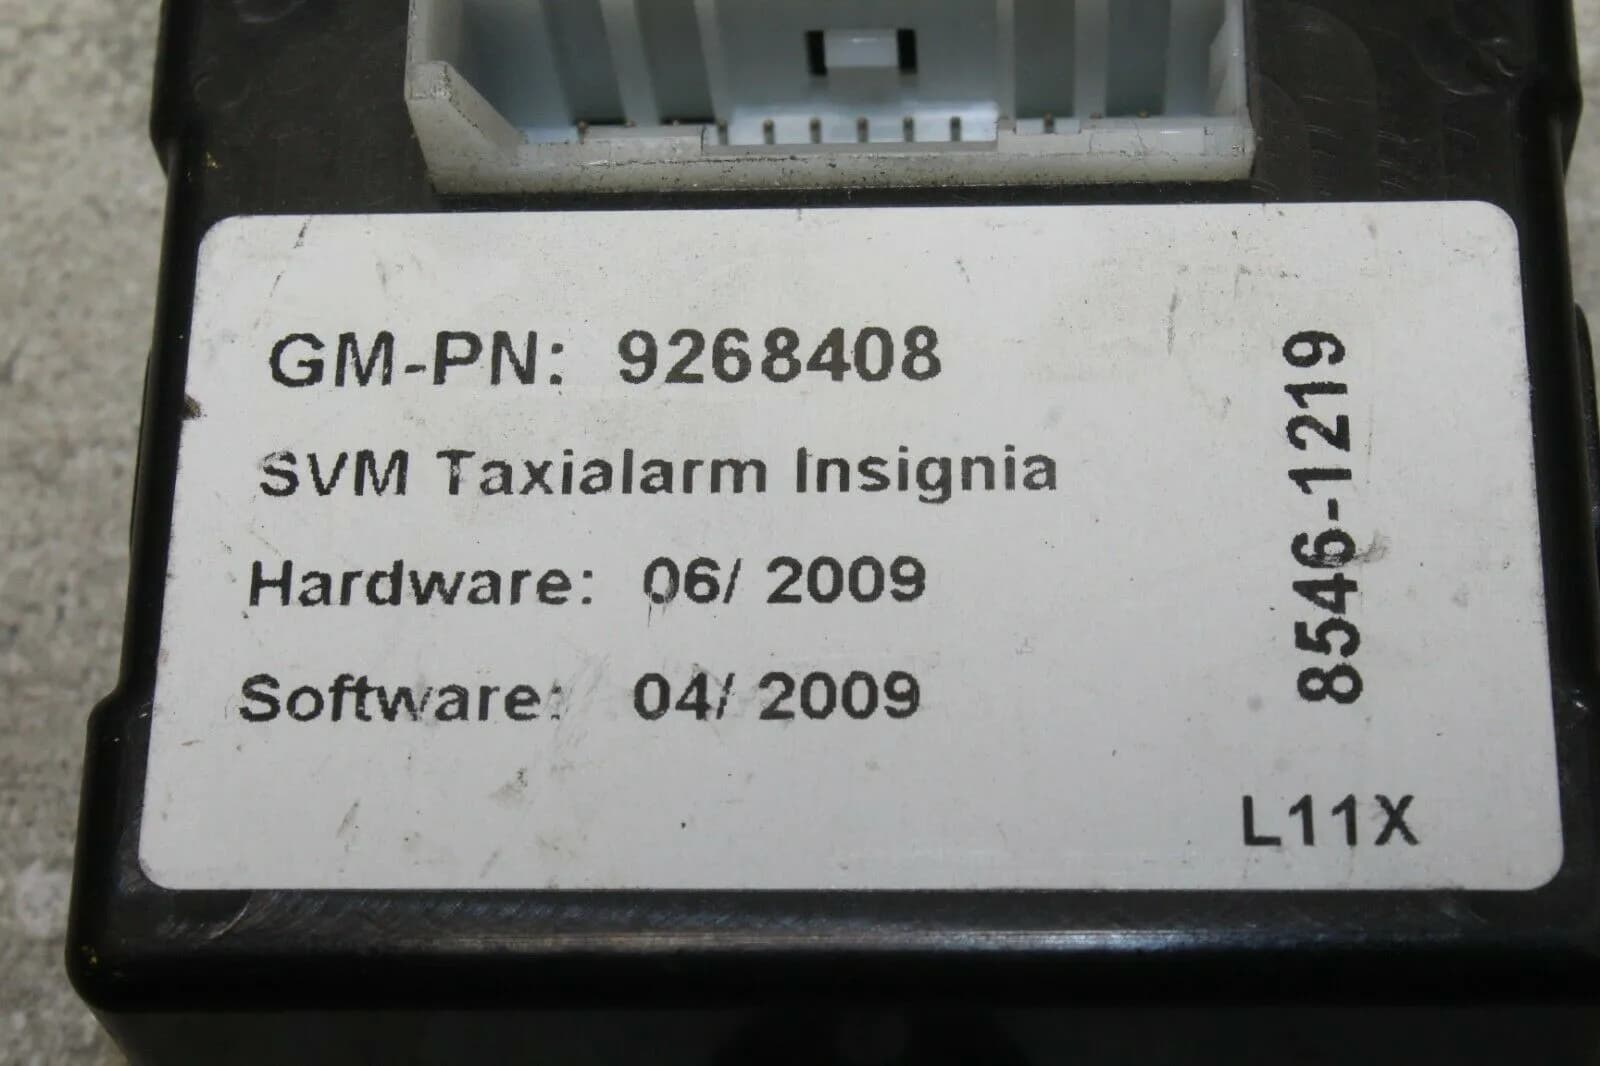 GM-PN: 9268408
SVM Taxialarm Insignia
Hardware: 06/ 2009
Software: 04/ 2009
8546-1219
L11X